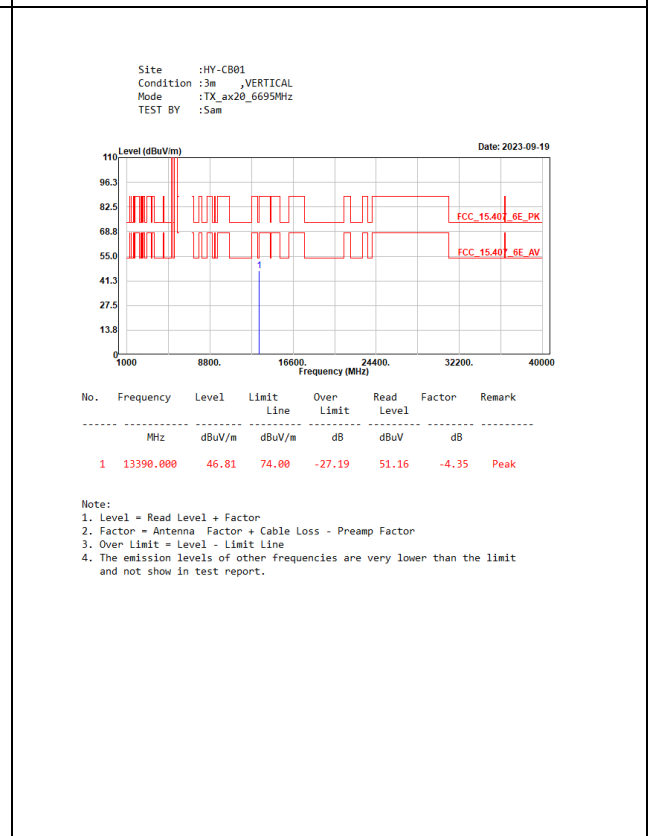 Site      :HY-CB01
Condition :3m    ,VERTICAL
Mode      :TX_ax20_6695MHz
TEST BY   :Sam
Level (dBuV/m)
Date: 2023-09-19
110
96.3
82.5
68.8
55.0
41.3
27.5
13.8
0
FCC_15.407_6E_PK
FCC_15.407_6E_AV
1
1000 8800. 16600. 24400. 32200. 40000
Frequency (MHz)
No. Frequency Level Limit Over Read Factor Remark
Line Limit Level
------ ----------- ------- --------- --------- --------- ------- ---------
MHz dBuV/m dBuV/m dB dBuV dB
1 13390.000 46.81 74.00 -27.19 51.16 -4.35 Peak
Note:
1. Level = Read Level + Factor
2. Factor = Antenna  Factor + Cable Loss - Preamp Factor
3. Over Limit = Level - Limit Line
4. The emission levels of other frequencies are very lower than the limit
and not show in test report.